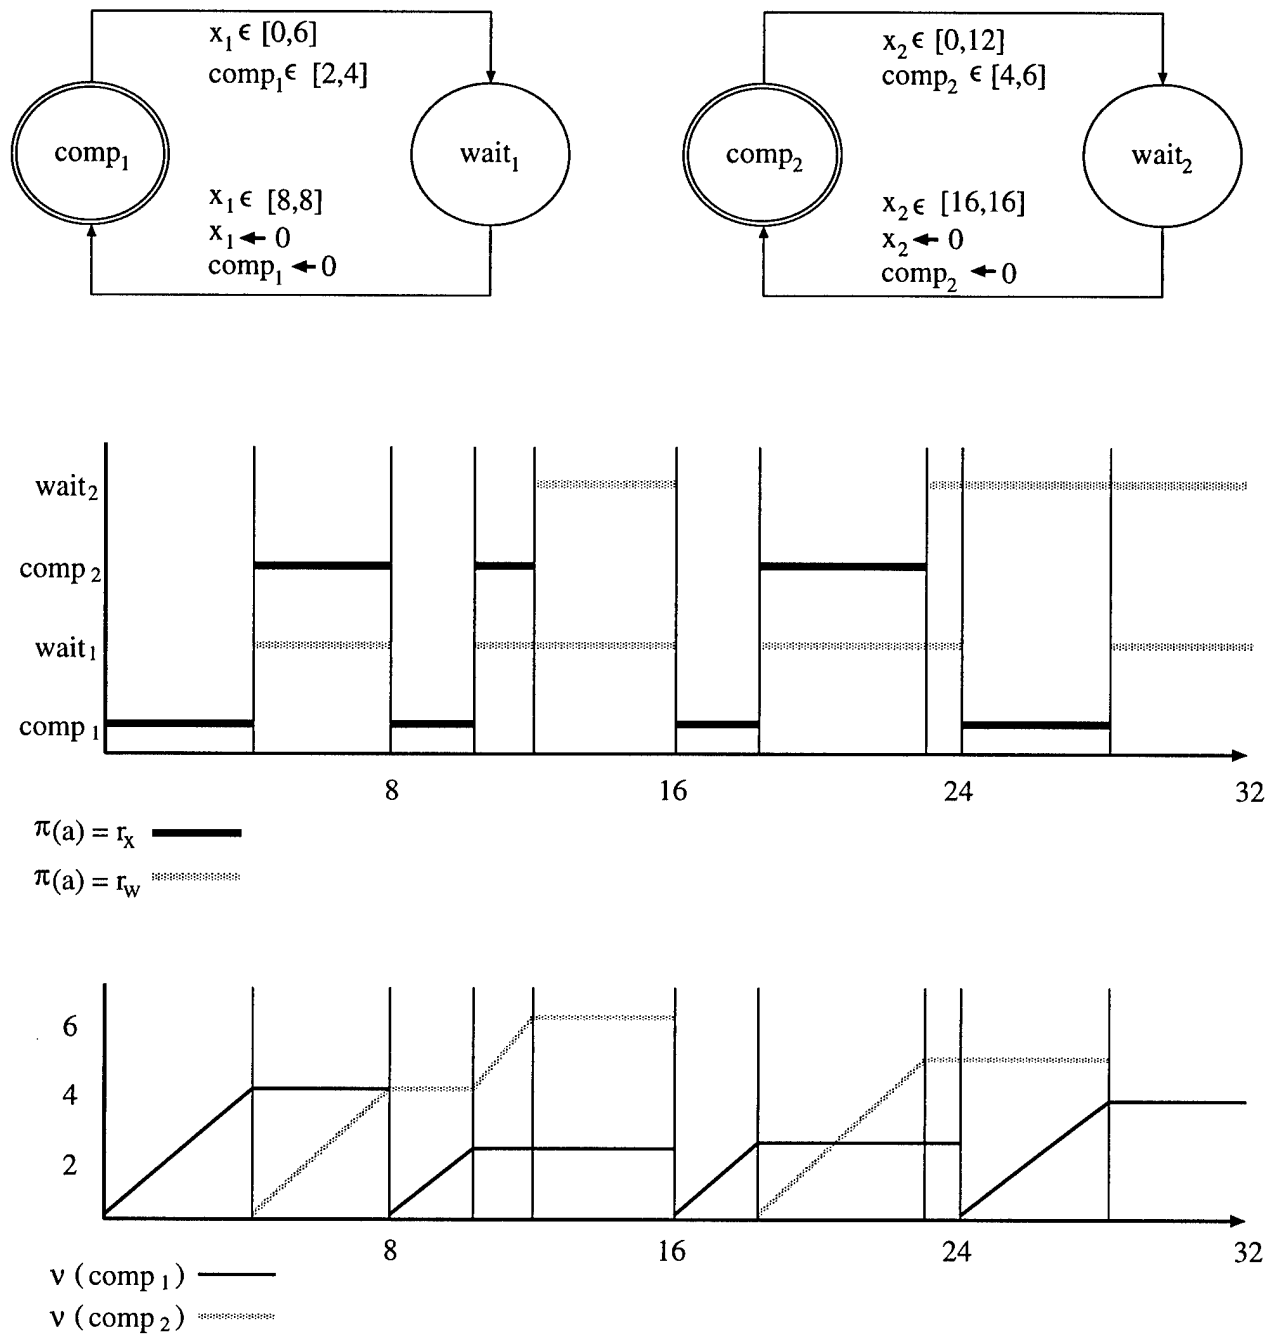 x₁ ϵ [0,6]
comp₁ ϵ [2,4]
comp₁
wait₁
x₁ ϵ [8,8]
x₁ ← 0
comp₁ ← 0
x₂ ϵ [0,12]
comp₂ ϵ [4,6]
comp₂
wait₂
x₂ ϵ [16,16]
x₂ ← 0
comp₂ ← 0
wait₂
comp₂
wait₁
comp₁
8 16 24 32
π(a) = rₓ
π(a) = r_w
6
4
2
8 16 24 32
ν (comp₁)
ν (comp₂)